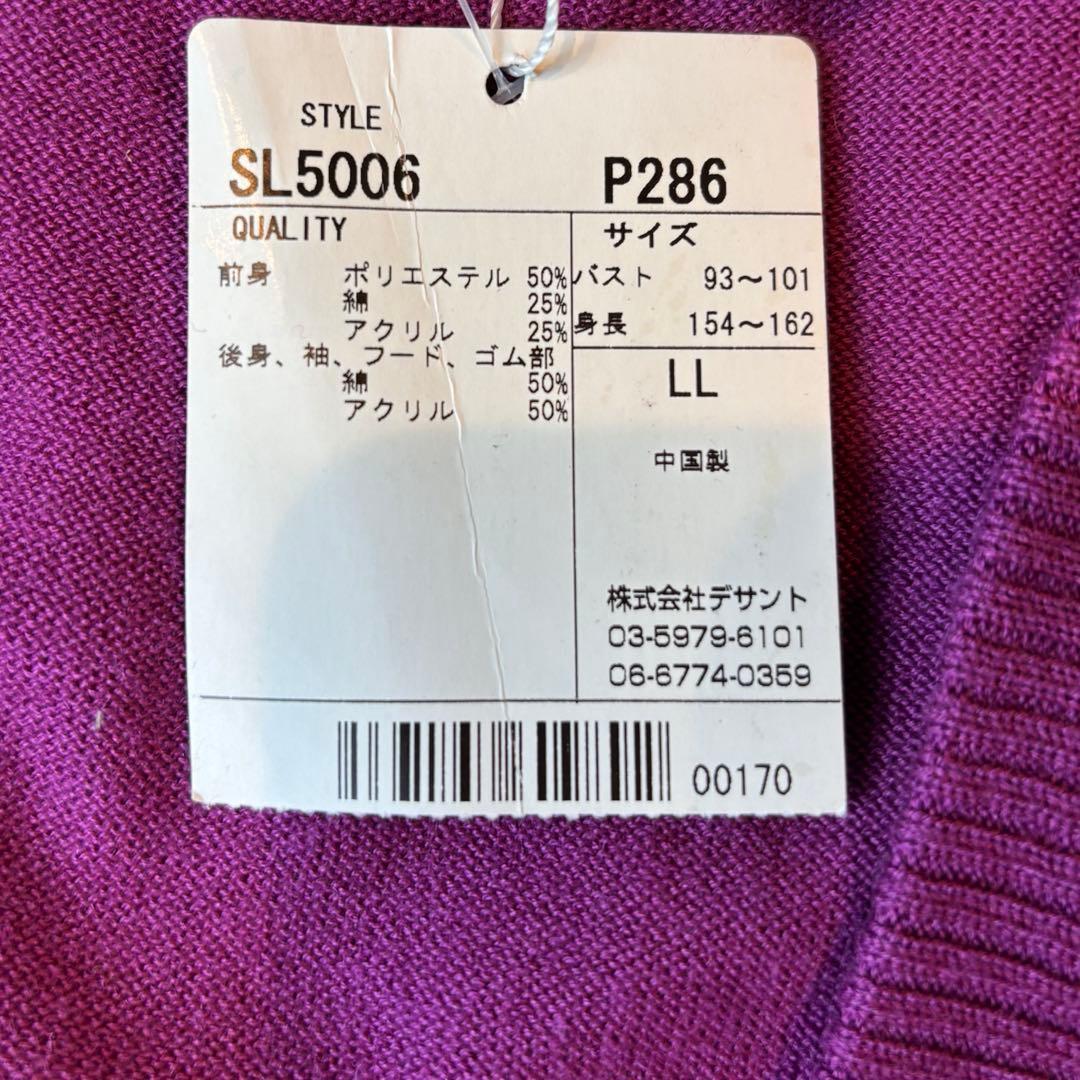 STYLE
SL5006 P286
QUALITY
前身 ポリエステル 50%
綿 25%
アクリル 25%
後身、袖、フード、ゴム部
綿 50%
アクリル 50%
サイズ
バスト 93～101
身長 154～162
LL
中国製
株式会社デサント
03-5979-6101
06-6774-0359
00170